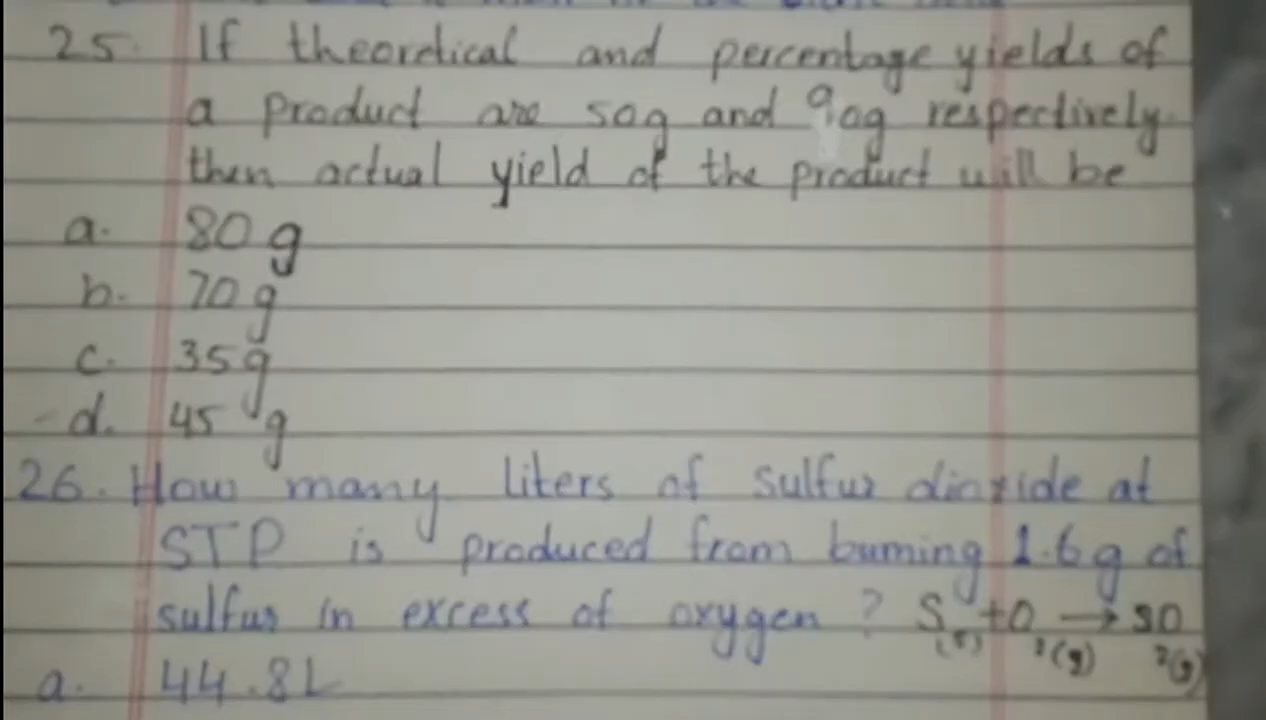 25. If theoretical and percentage yields of
a product are 50g and 90g respectively
then actual yield of the product will be
a. 80 g
b. 70 g
c. 35 g
d. 45 g
26. How many liters of sulfur dioxide at
STP is produced from burning 1.6g of
sulfur in excess of oxygen? S(s) + O2(g) → SO2(g)
a. 44.8L